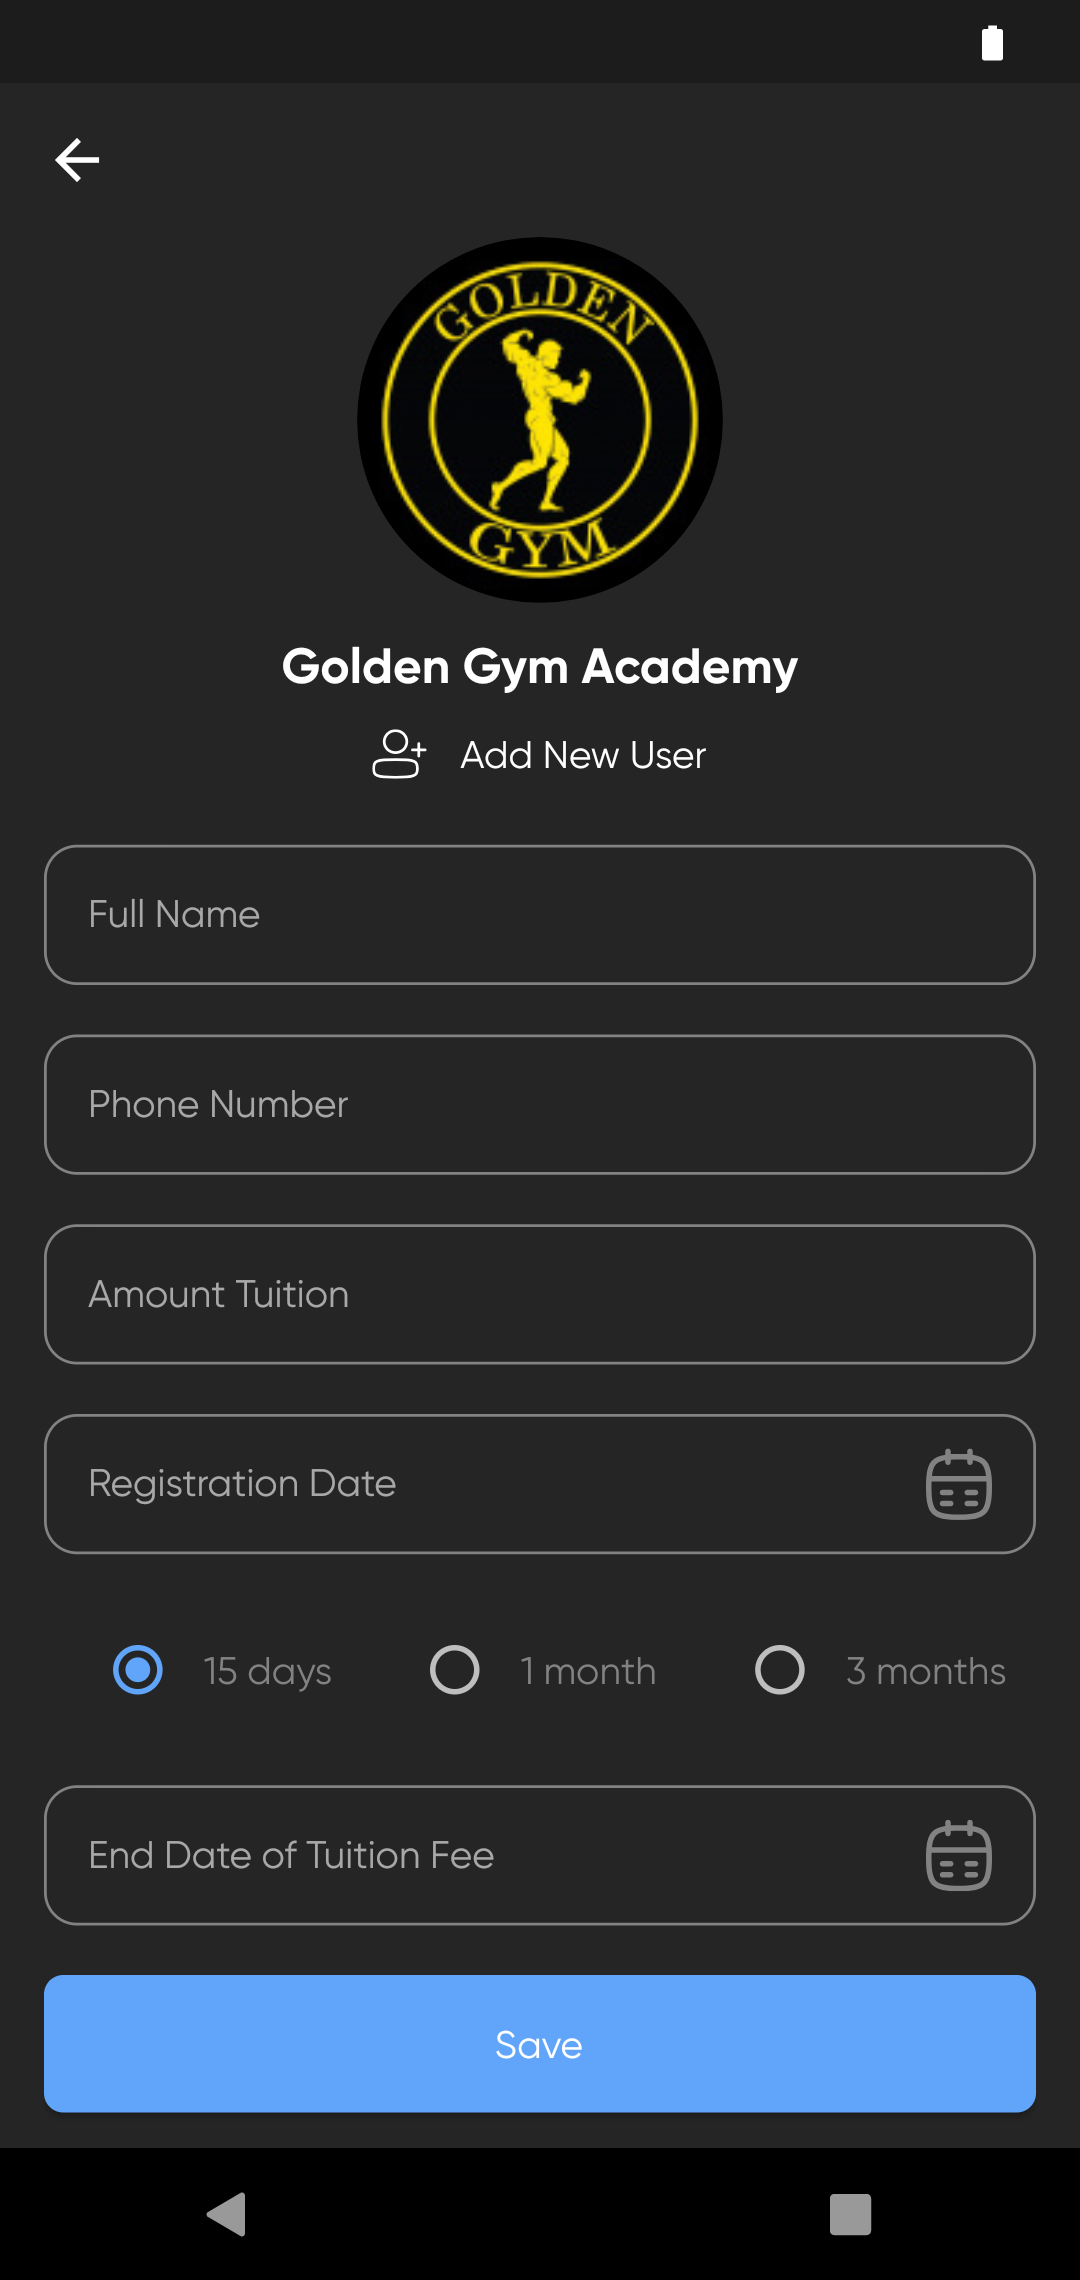 GOLDEN
GYM
Golden Gym Academy
Add New User
Full Name
Phone Number
Amount Tuition
Registration Date
15 days 1 month 3 months
End Date of Tuition Fee
Save